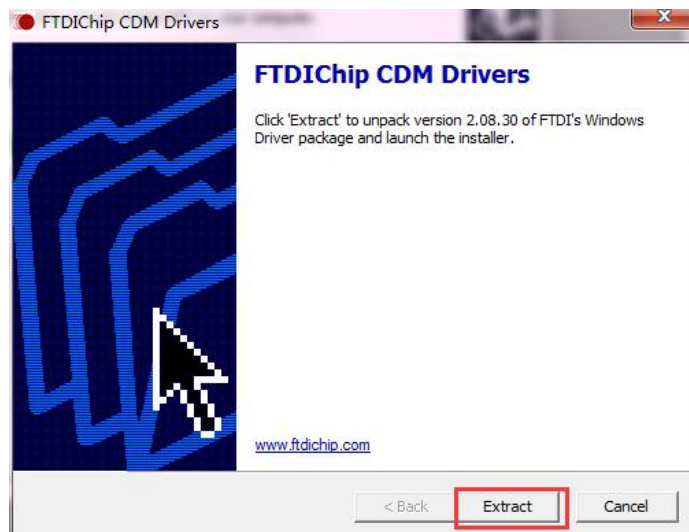 FTDIChip CDM Drivers
FTDIChip CDM Drivers
Click 'Extract' to unpack version 2.08.30 of FTDI's Windows
Driver package and launch the installer.
www.ftdichip.com
< Back
Extract
Cancel